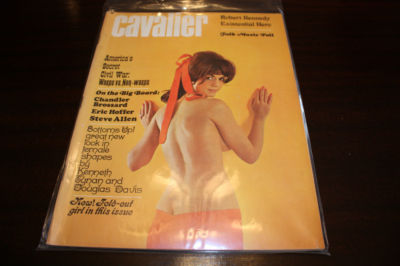 cavalier
Robert Kennedy
Existential Hero
Folk Music Poll
America's
Secret
Civil War:
Wasps vs. Non-wasps
On the Big Board:
Chandler
Brossard
Eric Hoffer
Steve Allen
Bottoms Up!
great new
look in
female
shapes
by
Kenneth
Tynan and
Douglas Davis
Now! Fold-out
girl in this issue